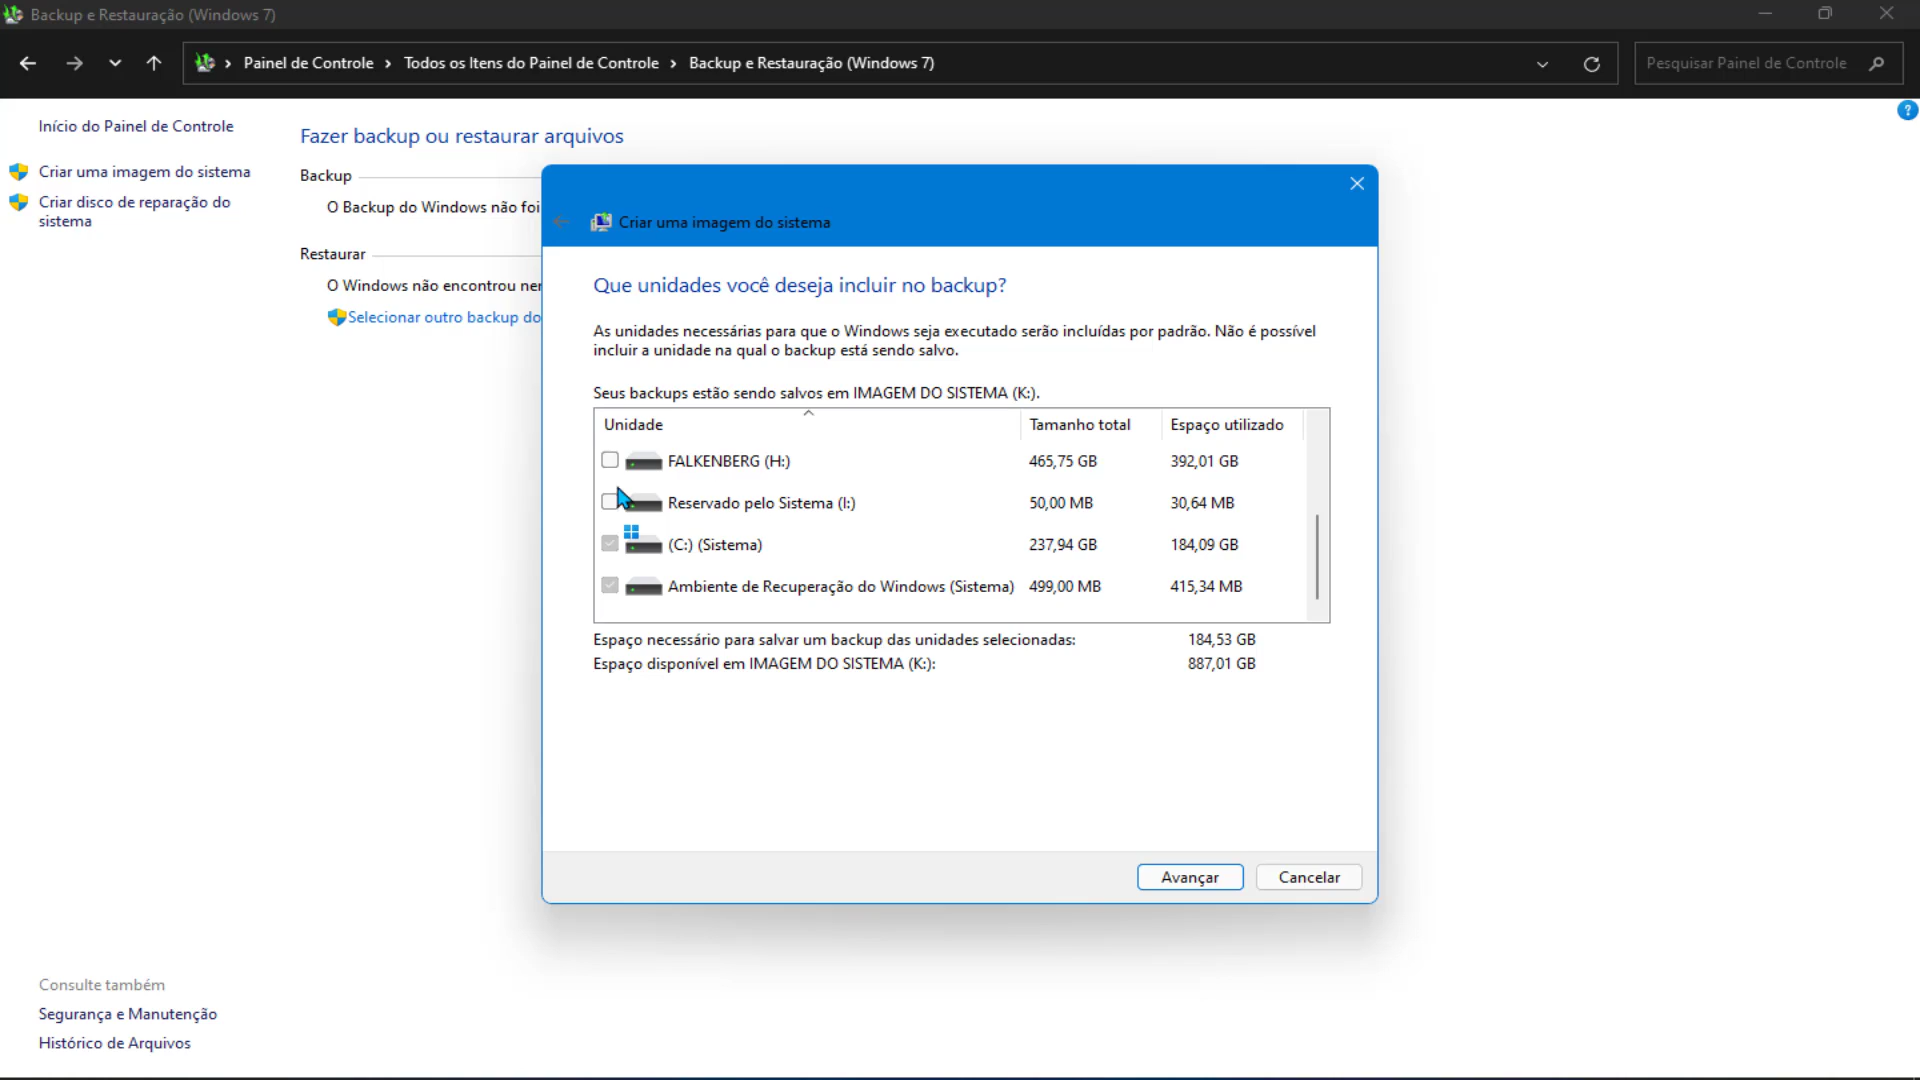 Backup e Restauração (Windows 7)
Painel de Controle > Todos os Itens do Painel de Controle > Backup e Restauração (Windows 7)
Pesquisar Painel de Controle
Início do Painel de Controle
Criar uma imagem do sistema
Criar disco de reparação do
sistema
Fazer backup ou restaurar arquivos
Backup
O Backup do Windows não foi
Restaurar
O Windows não encontrou
Selecionar outro backup do
Criar uma imagem do sistema
Que unidades você deseja incluir no backup?
As unidades necessárias para que o Windows seja executado serão incluídas por padrão. Não é possível
incluir a unidade na qual o backup está sendo salvo.
Seus backups estão sendo salvos em IMAGEM DO SISTEMA (K:).
Unidade Tamanho total Espaço utilizado
FALKENBERG (H:) 465,75 GB 392,01 GB
Reservado pelo Sistema (I:) 50,00 MB 30,64 MB
(C:) (Sistema) 237,94 GB 184,09 GB
Ambiente de Recuperação do Windows (Sistema) 499,00 MB 415,34 MB
Espaço necessário para salvar um backup das unidades selecionadas: 184,53 GB
Espaço disponível em IMAGEM DO SISTEMA (K:): 887,01 GB
Avançar Cancelar
Consulte também
Segurança e Manutenção
Histórico de Arquivos